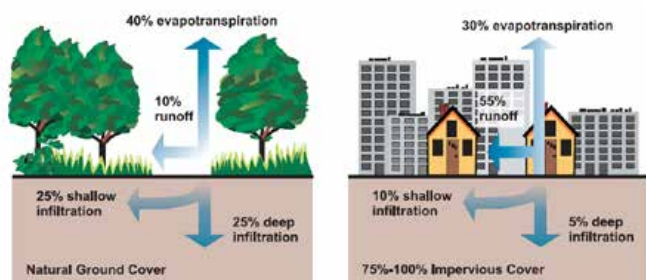 40% evapotranspiration
10%
runoff
25% shallow
infiltration
25% deep
infiltration
Natural Ground Cover
30% evapotranspiration
55%
runoff
10% shallow
infiltration
5% deep
infiltration
75%-100% Impervious Cover